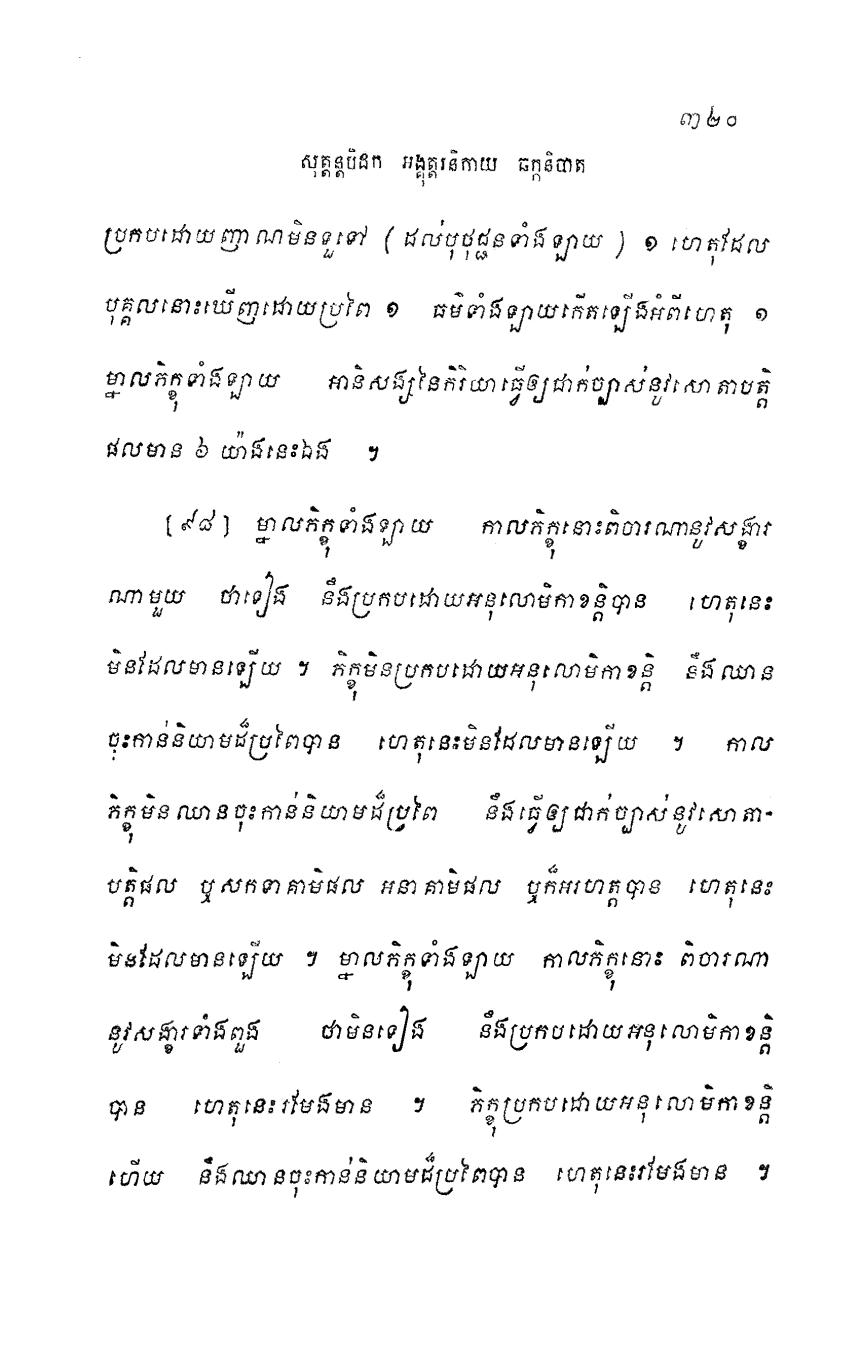 ៣២០
សុត្តន្តបិដក អង្គុត្តរនិកាយ ឆក្កនិបាត
ប្រកបដោយញាណមិនទួទៅ (ដល់បុថុជ្ជនទាំងឡាយ) ១ ហេតុដែល
បុគ្គលនោះឃើញដោយប្រពៃ ១ ធម៌ទាំងឡាយកើតឡើងអំពីហេតុ ១
ម្នាលភិក្ខុទាំងឡាយ អានិសង្សនៃកិរិយាធ្វើឲ្យជាក់ច្បាស់នូវសោតាបត្តិ
ផលមាន ៦ យ៉ាងនេះឯង ។
[៩៨] ម្នាលភិក្ខុទាំងឡាយ កាលភិក្ខុនោះពិចារណានូវសង្ខារ
ណាមួយ ថាទៀង នឹងប្រកបដោយអនុលោមិកាខន្តិបាន ហេតុនេះ
មិនដែលមានឡើយ ។ ភិក្ខុមិនប្រកបដោយអនុលោមិកាខន្តិ នឹងឈាន
ចុះកាន់និយាមដ៏ប្រពៃបាន ហេតុនេះមិនដែលមានឡើយ ។ កាល
ភិក្ខុមិនឈានចុះកាន់និយាមដ៏ប្រពៃ នឹងធ្វើឲ្យជាក់ច្បាស់នូវសោតា-
បត្តិផល ឬសកទាគាមិផល អនាគាមិផល ឬក៏អរហត្តបាន ហេតុនេះ
មិនដែលមានឡើយ ។ ម្នាលភិក្ខុទាំងឡាយ កាលភិក្ខុនោះ ពិចារណា
នូវសង្ខារទាំងពួង ថាមិនទៀង នឹងប្រកបដោយអនុលោមិកាខន្តិ
បាន ហេតុនេះរមែងមាន ។ ភិក្ខុប្រកបដោយអនុលោមិកាខន្តិ
ហើយ នឹងឈានចុះកាន់និយាមដ៏ប្រពៃបាន ហេតុនេះរមែងមាន ។